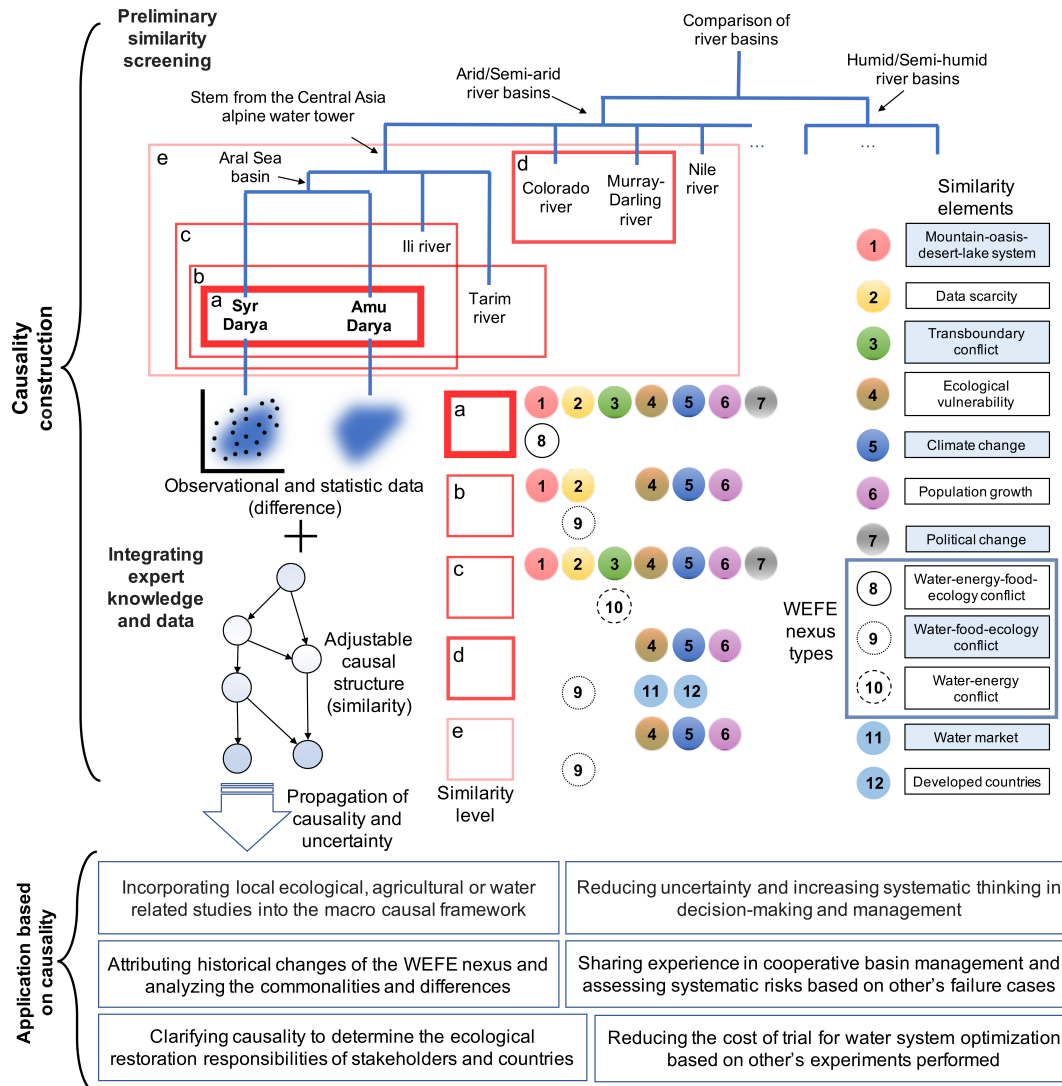 Preliminary
similarity
screening
Comparison of
river basins
Humid/Semi-humid
river basins
Arid/Semi-arid
river basins
Stem from the Central Asia
alpine water tower
...
...
e
Aral Sea
basin
d
Colorado
river
Murray-
Darling
river
Nile
river
c
Ili river
b
a
Syr
Darya
Amu
Darya
Tarim
river
Similarity
elements
1
Mountain-oasis-
desert-lake system
2
Data scarcity
3
Transboundary
conflict
4
Ecological
vulnerability
5
Climate change
6
Population growth
7
Political change
WEFE
nexus
types
8
Water-energy-food-
ecology conflict
9
Water-food-ecology
conflict
10
Water-energy
conflict
11
Water market
12
Developed countries
Causality
construction
Observational and statistic data
(difference)
Integrating
expert
knowledge
and data
Adjustable
causal
structure
(similarity)
a
1 2 3 4 5 6 7
8
b
1 2 4 5 6
9
c
1 2 3 4 5 6 7
10
d
4 5 6
9 11 12
e
4 5 6
9
Similarity
level
Propagation of
causality and
uncertainty
Application based
on causality
Incorporating local ecological, agricultural or water
related studies into the macro causal framework
Reducing uncertainty and increasing systematic thinking in
decision-making and management
Attributing historical changes of the WEFE nexus and
analyzing the commonalities and differences
Sharing experience in cooperative basin management and
assessing systematic risks based on other's failure cases
Clarifying causality to determine the ecological
restoration responsibilities of stakeholders and countries
Reducing the cost of trial for water system optimization
based on other's experiments performed